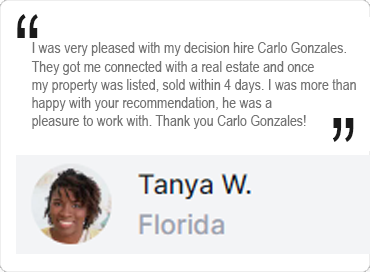 “
I was very pleased with my decision hire Carlo Gonzales.
They got me connected with a real estate and once
my property was listed, sold within 4 days. I was more than
happy with your recommendation, he was a
pleasure to work with. Thank you Carlo Gonzales!
”
Tanya W.
Florida